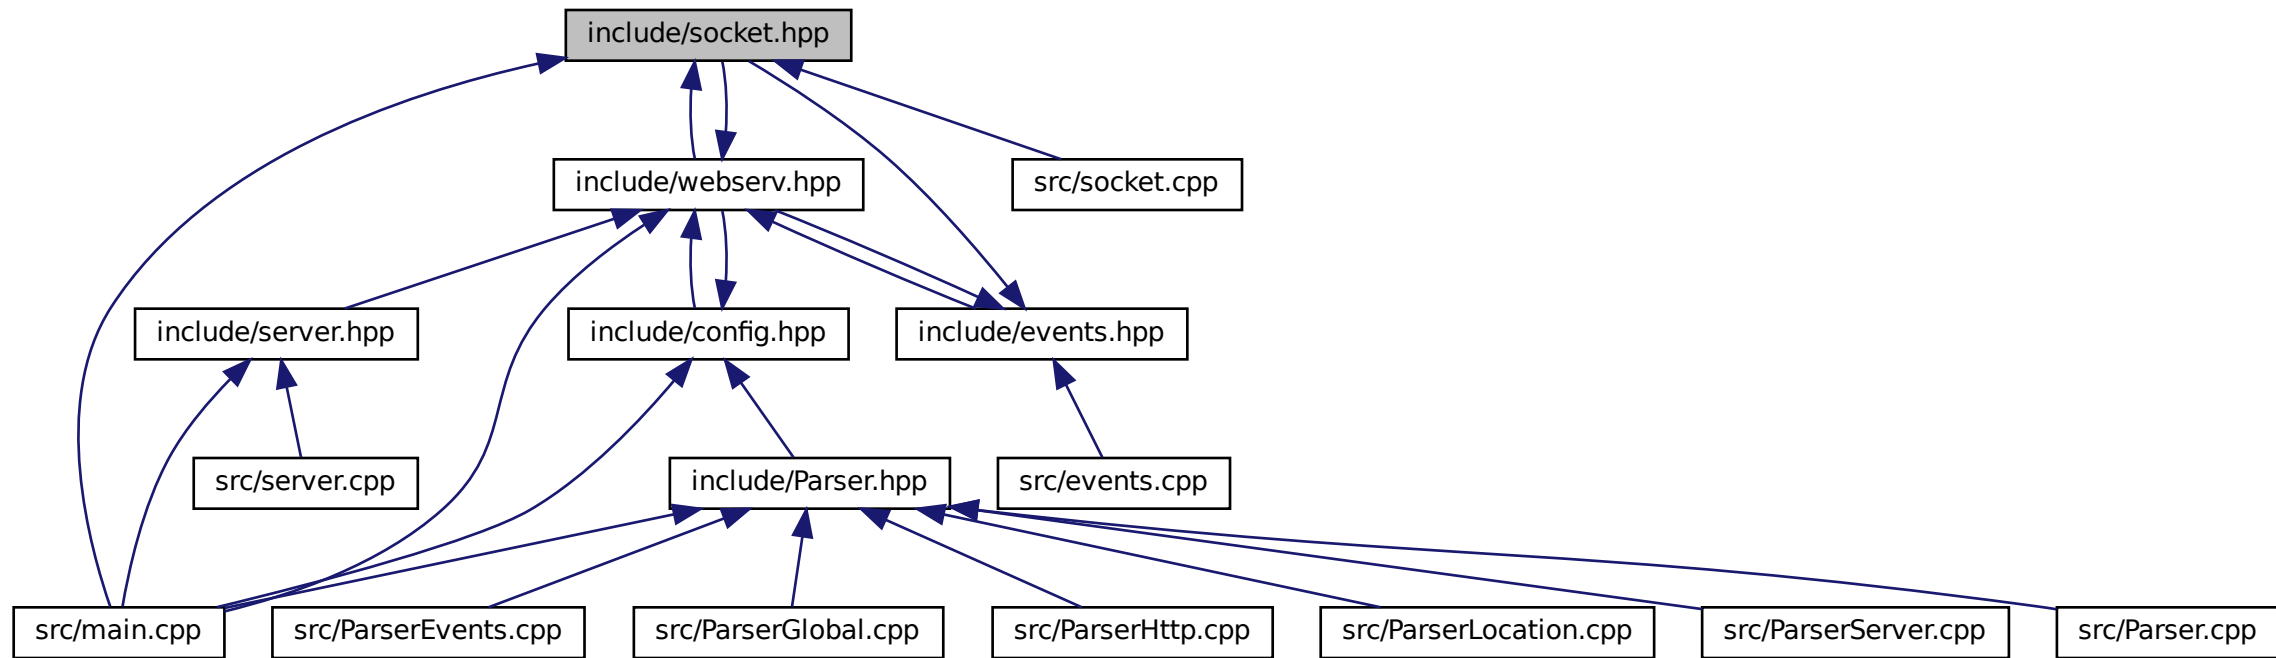 include/socket.hpp
include/webserv.hpp
src/socket.cpp
include/server.hpp
include/config.hpp
include/events.hpp
src/server.cpp
include/Parser.hpp
src/events.cpp
src/main.cpp
src/ParserEvents.cpp
src/ParserGlobal.cpp
src/ParserHttp.cpp
src/ParserLocation.cpp
src/ParserServer.cpp
src/Parser.cpp